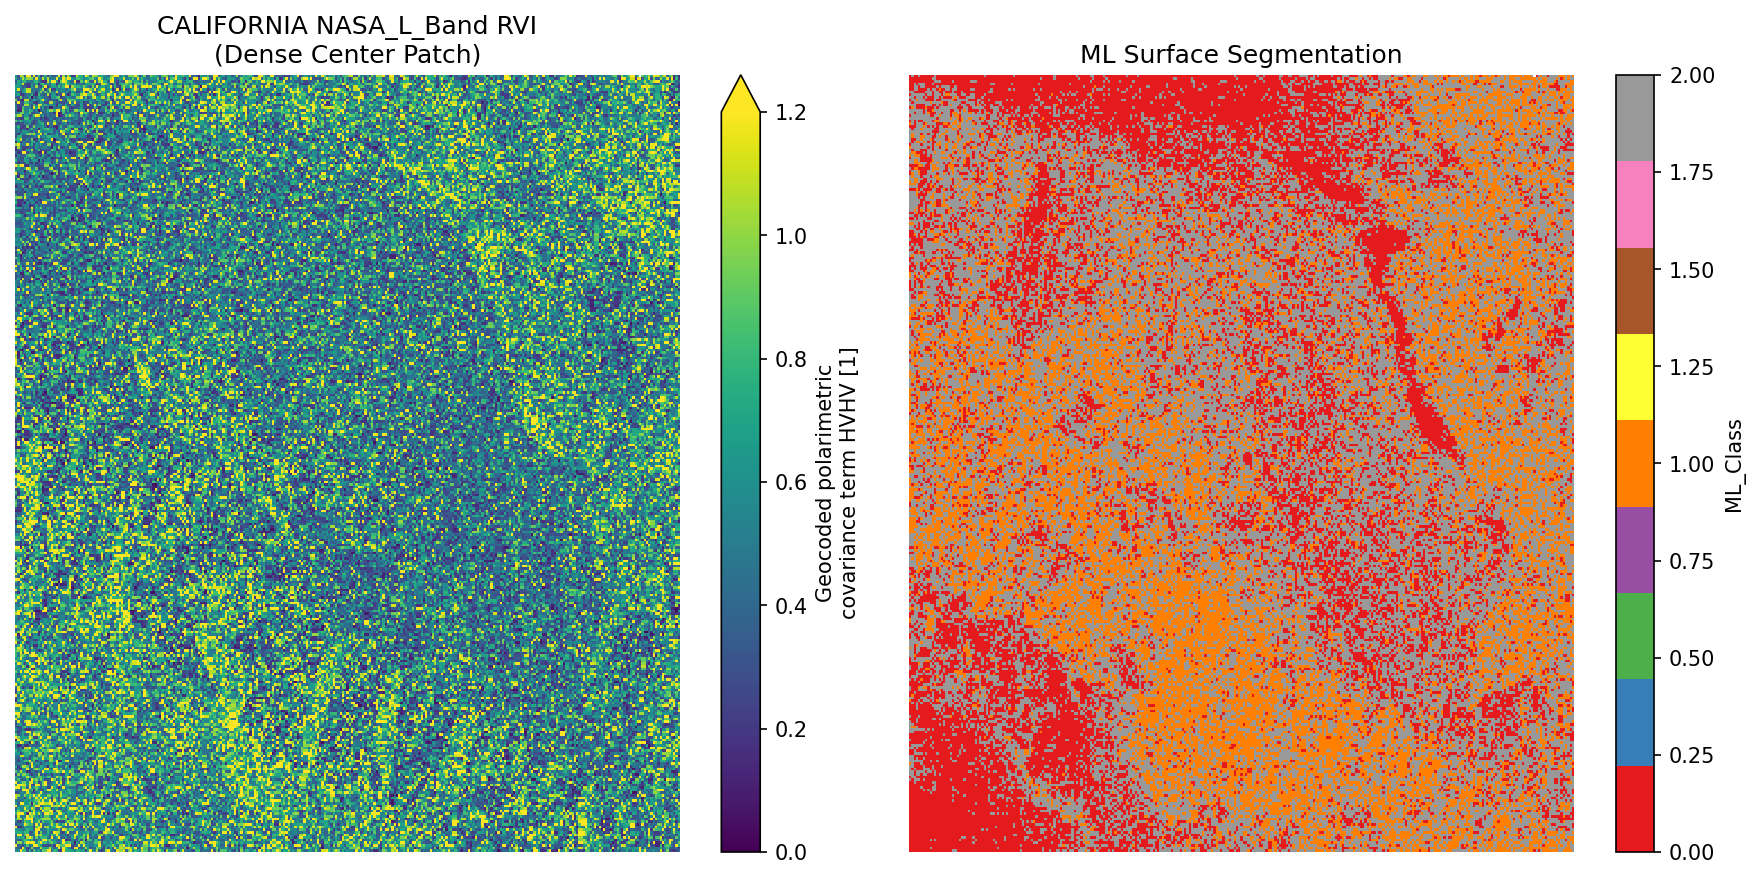 CALIFORNIA NASA_L_Band RVI
(Dense Center Patch)
1.2
1.0
0.8
0.6
0.4
0.2
0.0
Geocoded polarimetric
covariance term HVHV [1]
ML Surface Segmentation
2.00
1.75
1.50
1.25
1.00
0.75
0.50
0.25
0.00
ML_Class